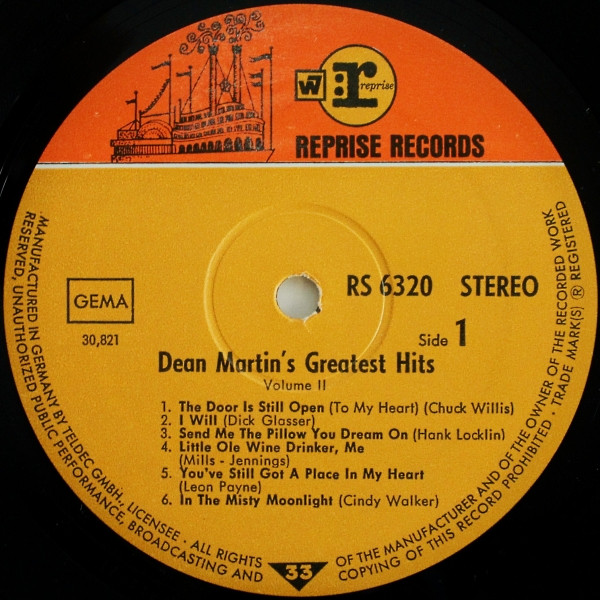 W
r
reprise
REPRISE RECORDS
RS 6320 STEREO
GEMA
30,821
Side 1
Dean Martin's Greatest Hits
Volume II
1. The Door Is Still Open (To My Heart) (Chuck Willis)
2. I Will (Dick Glasser)
3. Send Me The Pillow You Dream On (Hank Locklin)
4. Little Ole Wine Drinker, Me
(Mills - Jennings)
5. You've Still Got A Place In My Heart
(Leon Payne)
6. In The Misty Moonlight (Cindy Walker)
33
MANUFACTURED IN GERMANY BY TELDEC GMBH., LICENSEE · ALL RIGHTS
RESERVED, UNAUTHORIZED PUBLIC PERFORMANCE, BROADCASTING AND
OF THE MANUFACTURER AND OF THE OWNER OF THE RECORDED WORK
COPYING OF THIS RECORD PROHIBITED · TRADE MARK(S) ® REGISTERED